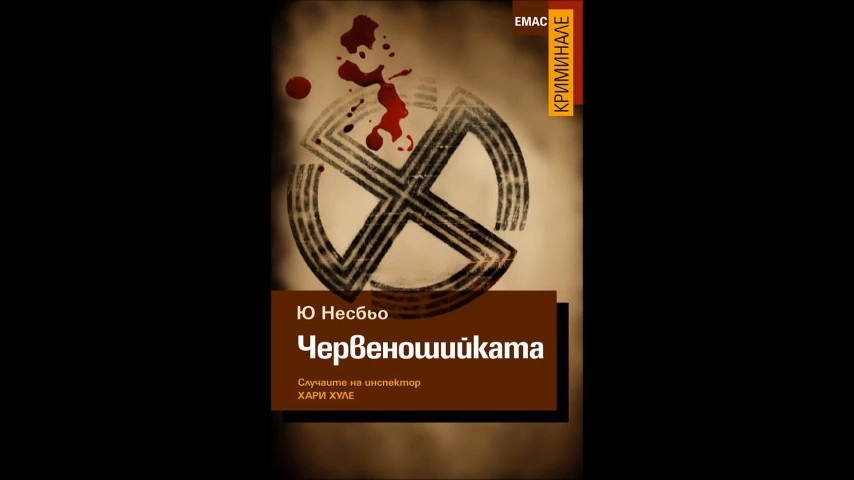 ЕМАС
КРИМИНАЛЕ
Ю Несбьо
Червеношийката
Случаите на инспектор
ХАРИ ХУЛЕ